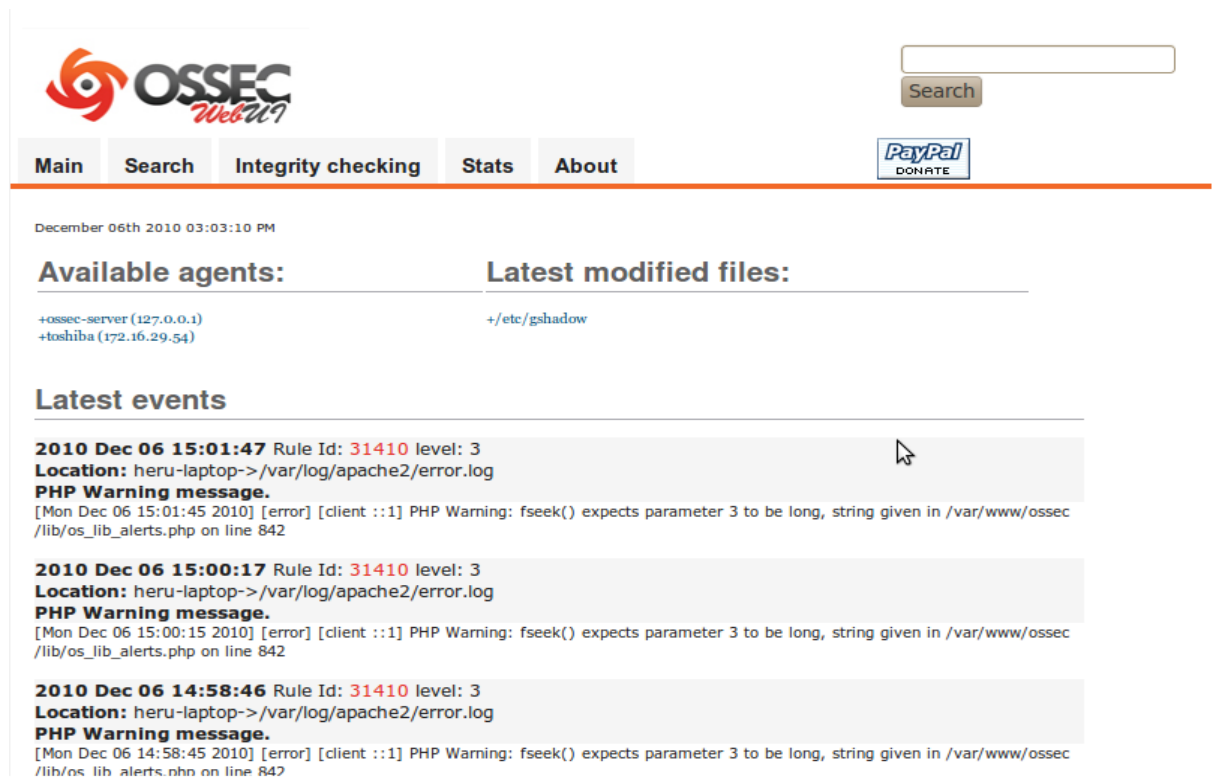 OSSEC
WebUI
Search
Main Search Integrity checking Stats About
PayPal
DONATE
December 06th 2010 03:03:10 PM
Available agents:
+ossec-server (127.0.0.1)
+toshiba (172.16.29.54)
Latest modified files:
+/etc/gshadow
Latest events
2010 Dec 06 15:01:47 Rule Id: 31410 level: 3
Location: heru-laptop->/var/log/apache2/error.log
PHP Warning message.
[Mon Dec 06 15:01:45 2010] [error] [client ::1] PHP Warning: fseek() expects parameter 3 to be long, string given in /var/www/ossec
/lib/os_lib_alerts.php on line 842
2010 Dec 06 15:00:17 Rule Id: 31410 level: 3
Location: heru-laptop->/var/log/apache2/error.log
PHP Warning message.
[Mon Dec 06 15:00:15 2010] [error] [client ::1] PHP Warning: fseek() expects parameter 3 to be long, string given in /var/www/ossec
/lib/os_lib_alerts.php on line 842
2010 Dec 06 14:58:46 Rule Id: 31410 level: 3
Location: heru-laptop->/var/log/apache2/error.log
PHP Warning message.
[Mon Dec 06 14:58:45 2010] [error] [client ::1] PHP Warning: fseek() expects parameter 3 to be long, string given in /var/www/ossec
/lib/os_lib_alerts.php on line 842